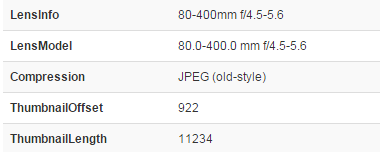 LensInfo 80-400mm f/4.5-5.6
LensModel 80.0-400.0 mm f/4.5-5.6
Compression JPEG (old-style)
ThumbnailOffset 922
ThumbnailLength 11234